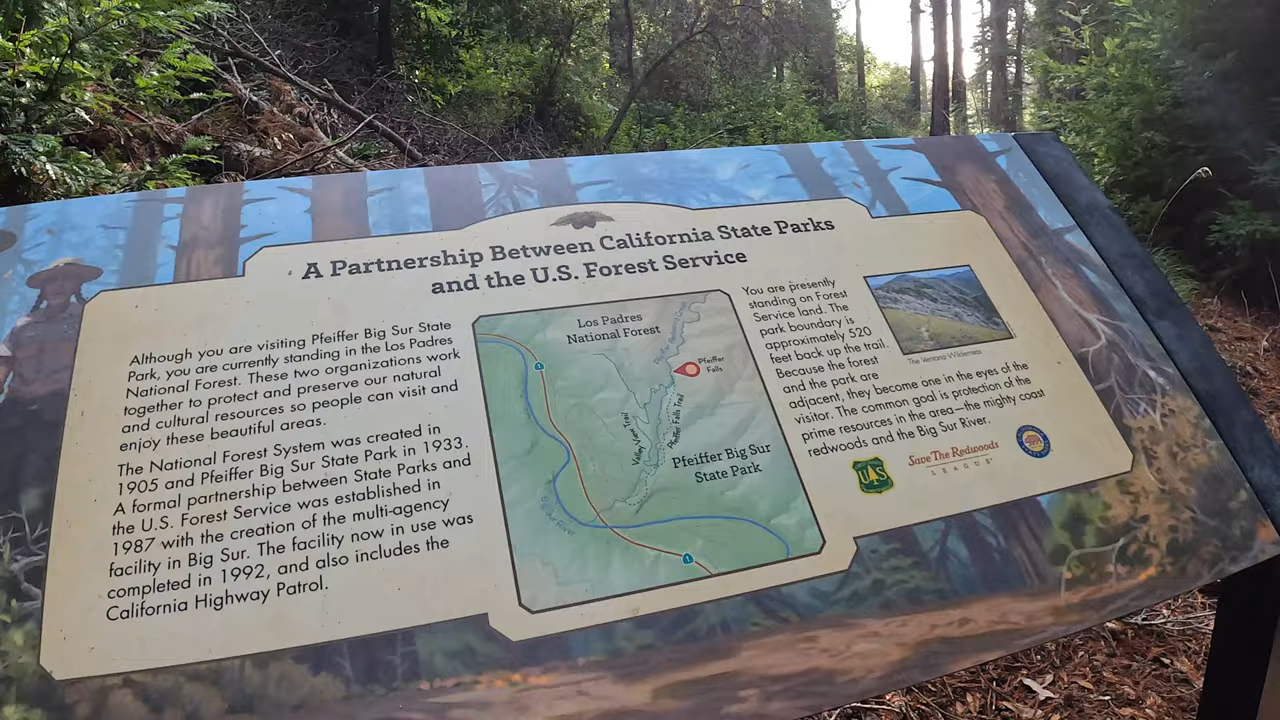 A Partnership Between California State Parks
and the U.S. Forest Service
Although you are visiting Pfeiffer Big Sur State
Park, you are currently standing in the Los Padres
National Forest. These two organizations work
together to protect and preserve our natural
and cultural resources so people can visit and
enjoy these beautiful areas.
The National Forest System was created in
1905 and Pfeiffer Big Sur State Park in 1933.
A formal partnership between State Parks and
the U.S. Forest Service was established in
1987 with the creation of the multi-agency
facility in Big Sur. The facility now in use was
completed in 1992, and also includes the
California Highway Patrol.
Los Padres
National Forest
Pfeiffer
Falls
Valley View Trail
Pfeiffer Falls Trail
Pfeiffer Big Sur
State Park
Big Sur River
1
1
You are presently
standing on Forest
Service land. The
park boundary is
approximately 520
feet back up the trail.
Because the forest
and the park are
adjacent, they become one in the eyes of the
visitor. The common goal is protection of the
prime resources in the area—the mighty coast
redwoods and the Big Sur River.
The Ventana Wilderness
UAS
Save The Redwoods
LEAGUE